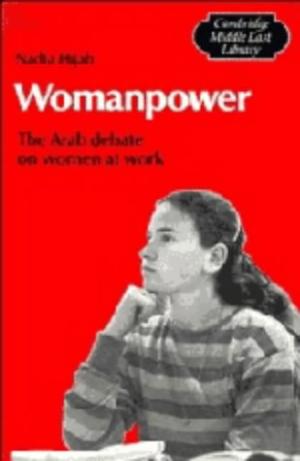 Cambridge
Middle East
Library
Nadia Hijab
Womanpower
The Arab debate
on women at work